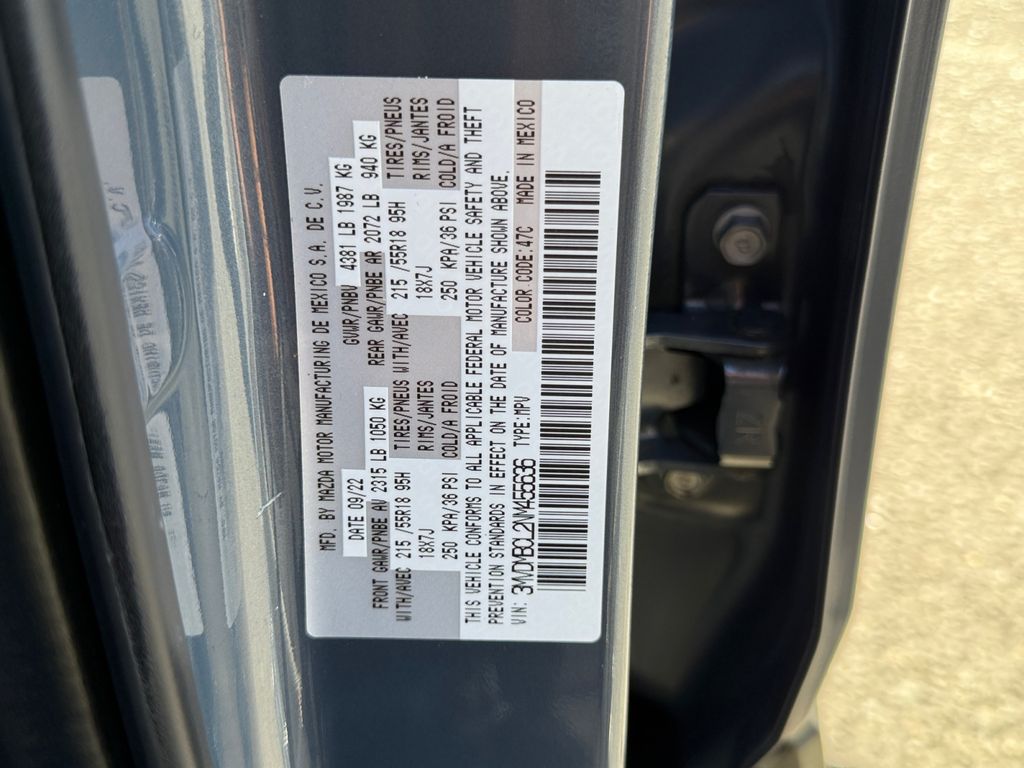 MFD. BY MAZDA MOTOR MANUFACTURING DE MEXICO S.A. DE C.V.
DATE 09/22 GVWR/PNBV 4381 LB 1987 KG
FRONT GAWR/PNBE AV 2315 LB 1050 KG REAR GAWR/PNBE AR 2072 LB 940 KG
WITH/AVEC 215 /55R18 95H TIRES/PNEUS WITH/AVEC 215 /55R18 95H TIRES/PNEUS
18X7J RIMS/JANTES 18X7J RIMS/JANTES
250 KPA/36 PSI COLD/A FROID 250 KPA/36 PSI COLD/A FROID
THIS VEHICLE CONFORMS TO ALL APPLICABLE FEDERAL MOTOR VEHICLE SAFETY AND THEFT
PREVENTION STANDARDS IN EFFECT ON THE DATE OF MANUFACTURE SHOWN ABOVE.
VIN: 3MVDMBCL2NM455636 TYPE:MPV COLOR CODE:47C MADE IN MEXICO